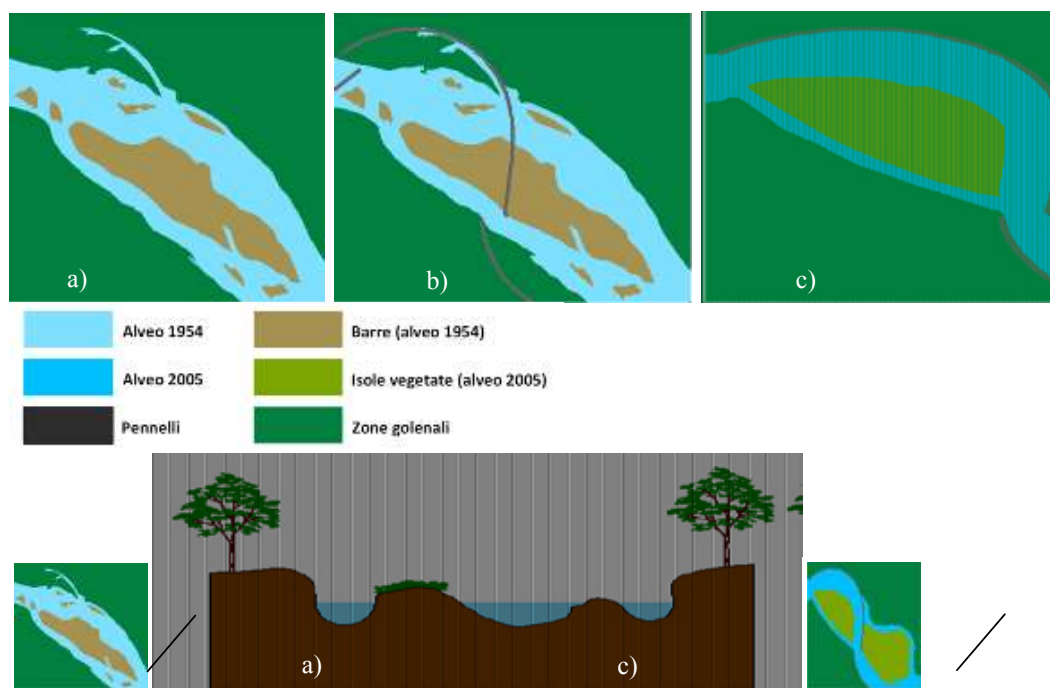 a)
b)
c)
Alveo 1954
Barre (alveo 1954)
Alveo 2005
Isole vegetate (alveo 2005)
Pennelli
Zone golenali
a)
c)